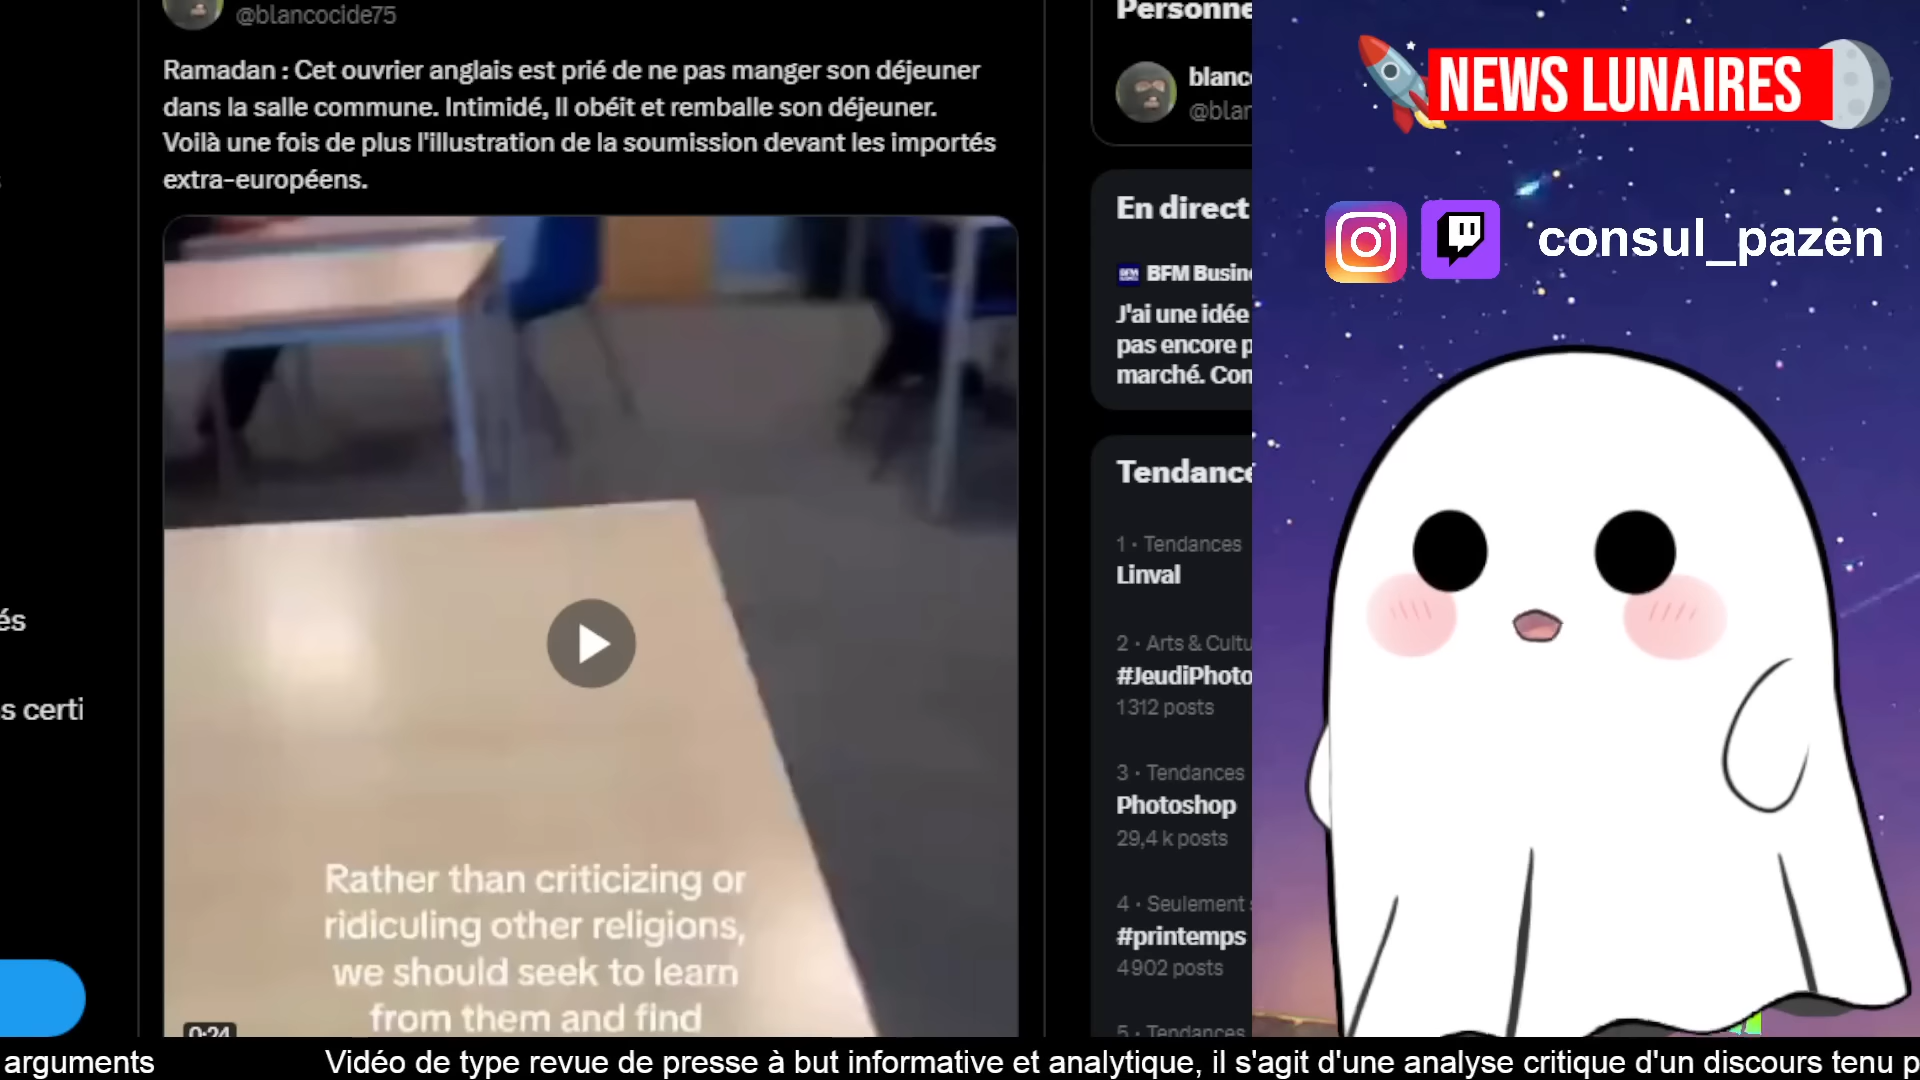 @blancocide75
Ramadan : Cet ouvrier anglais est prié de ne pas manger son déjeuner
dans la salle commune. Intimidé, Il obéit et remballe son déjeuner.
Voilà une fois de plus l'illustration de la soumission devant les importés
extra-européens.
Rather than criticizing or
ridiculing other religions,
we should seek to learn
from them and find
0:24
és
s certi
Personne
blanc
@blan
En direct
BFM Busine
J'ai une idée
pas encore p
marché. Con
Tendance
1 · Tendances
Linval
2 · Arts & Cultu
#JeudiPhoto
1 312 posts
3 · Tendances
Photoshop
29,4 k posts
4 · Seulement s
#printemps
4 902 posts
5 · Tendances
NEWS LUNAIRES
consul_pazen
arguments Vidéo de type revue de presse à but informative et analytique, il s'agit d'une analyse critique d'un discours tenu p